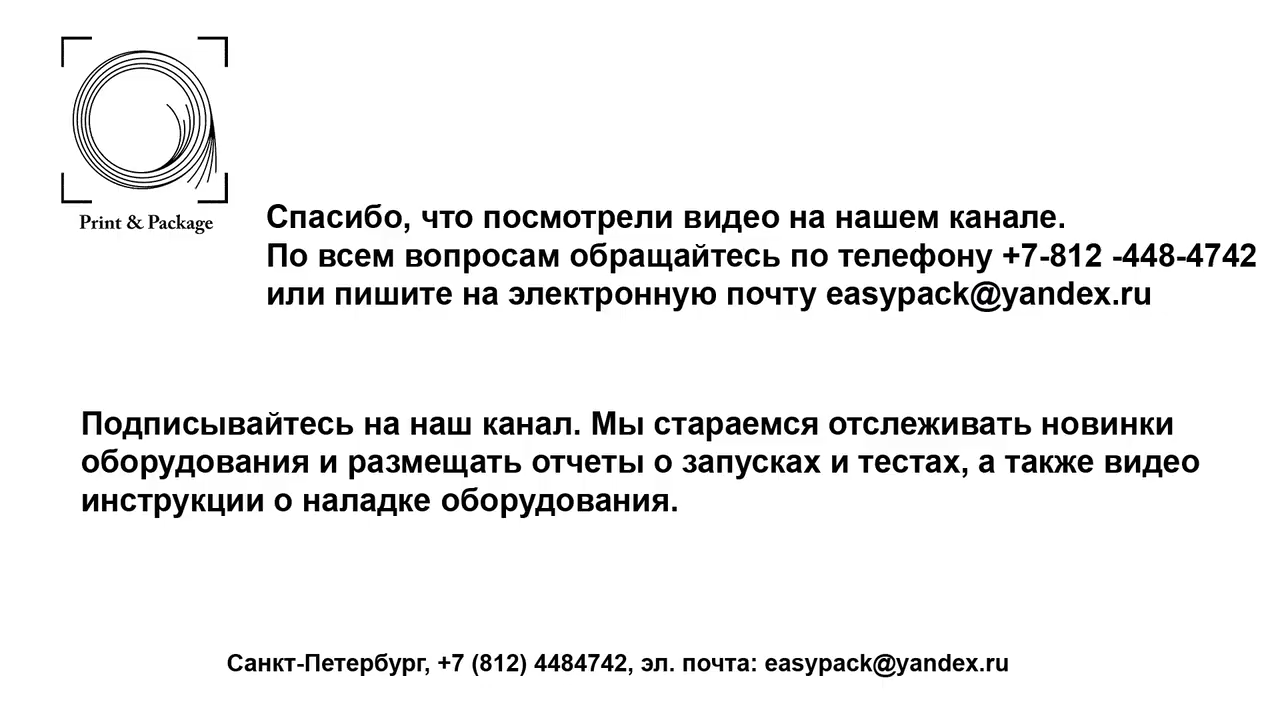 Print & Package
Спасибо, что посмотрели видео на нашем канале.
По всем вопросам обращайтесь по телефону +7-812 -448-4742
или пишите на электронную почту easypack@yandex.ru
Подписывайтесь на наш канал. Мы стараемся отслеживать новинки
оборудования и размещать отчеты о запусках и тестах, а также видео
инструкции о наладке оборудования.
Санкт-Петербург, +7 (812) 4484742, эл. почта: easypack@yandex.ru